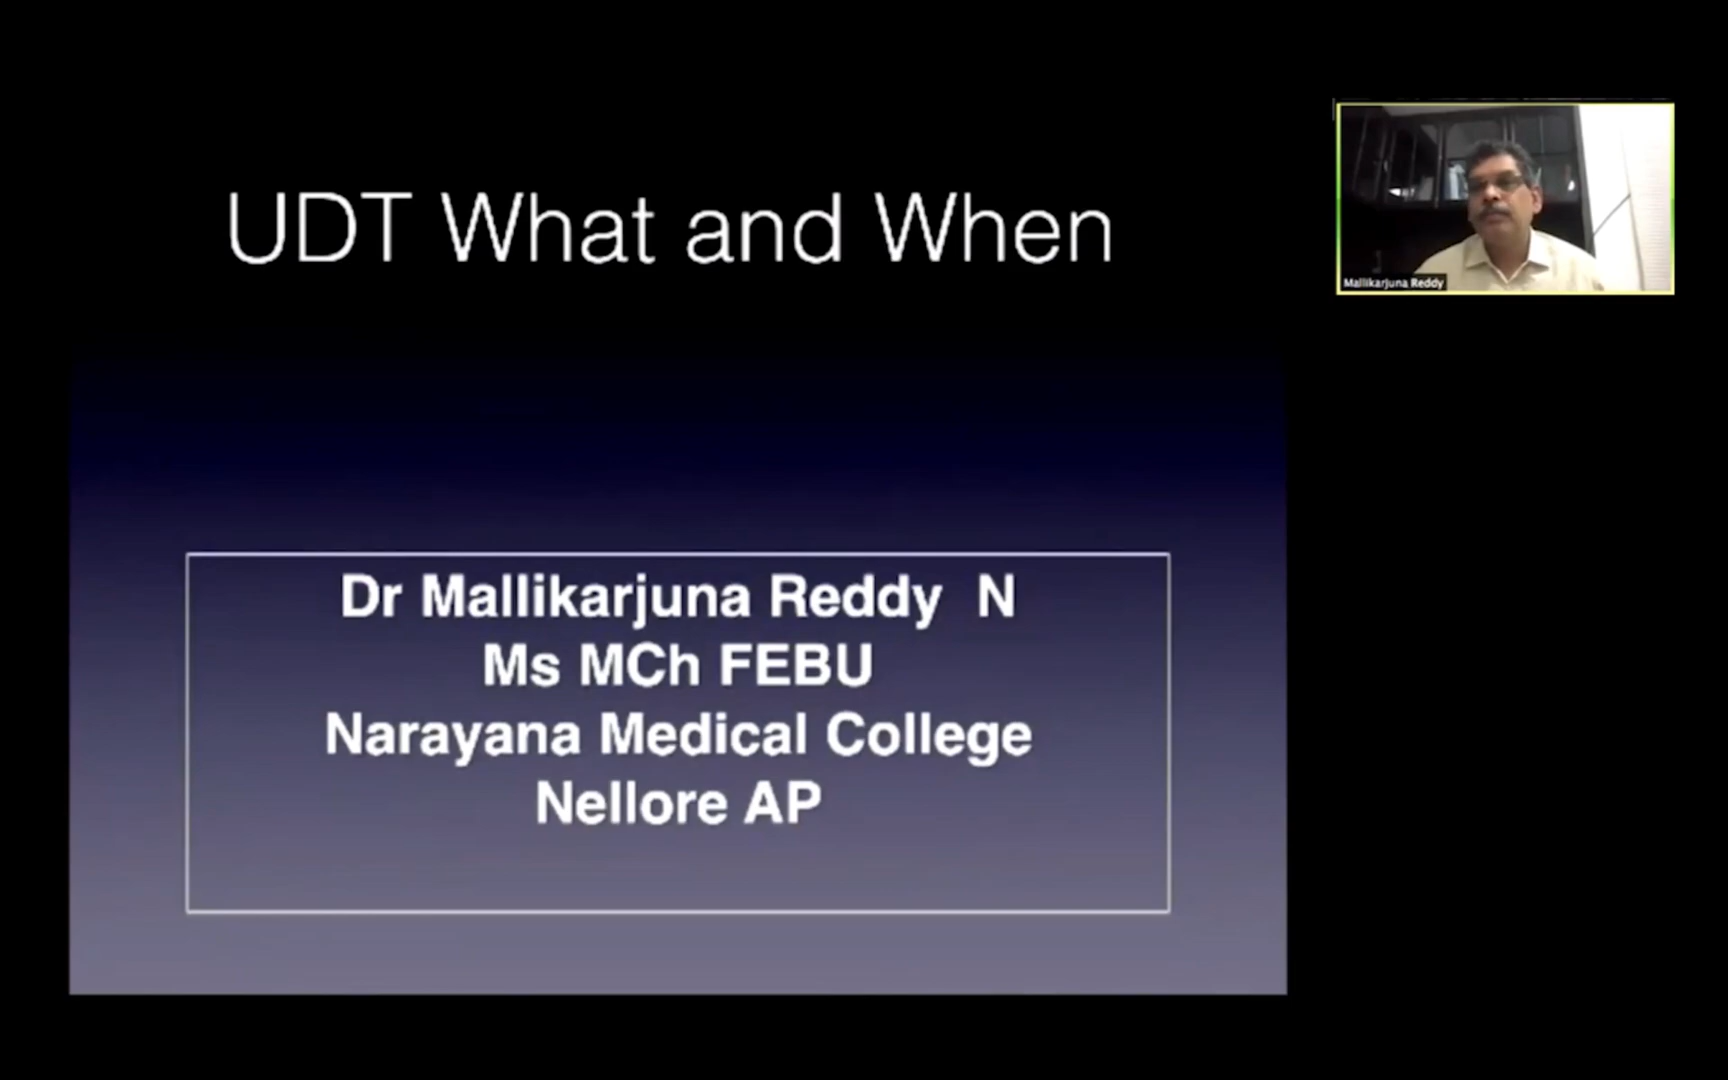 UDT What and When
Mallikarjuna Reddy
Dr Mallikarjuna Reddy  N
Ms MCh FEBU
Narayana Medical College
Nellore AP